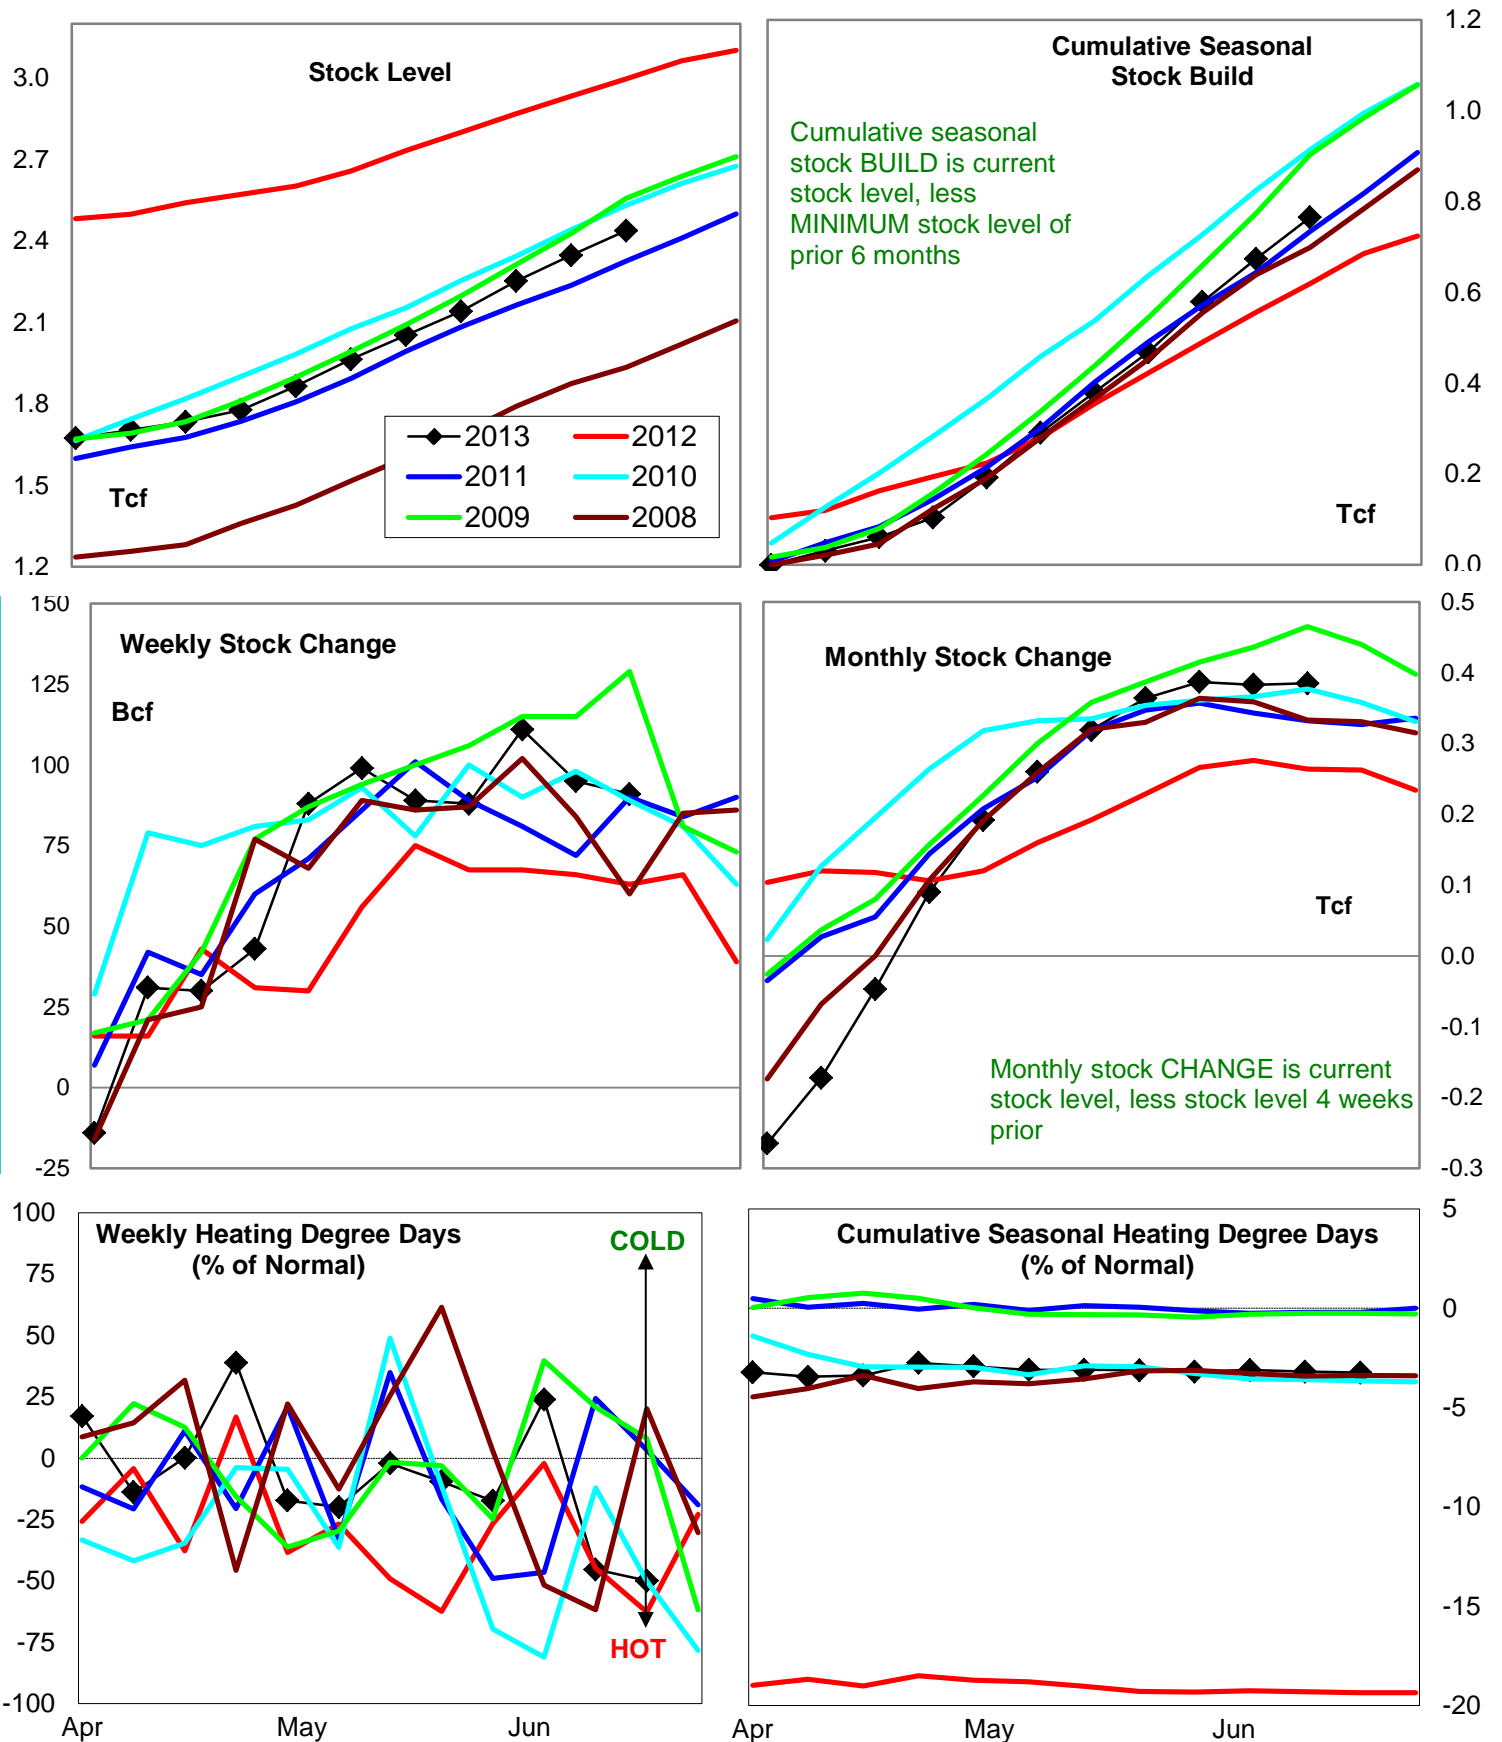 Stock Level
3.0
2.7
2.4
2.1
1.8
1.5
1.2
Tcf
2013
2012
2011
2010
2009
2008
Cumulative Seasonal
Stock Build
Cumulative seasonal
stock BUILD is current
stock level, less
MINIMUM stock level of
prior 6 months
Tcf
1.2
1.0
0.8
0.6
0.4
0.2
0.0
Weekly Stock Change
Bcf
150
125
100
75
50
25
0
-25
Monthly Stock Change
Tcf
Monthly stock CHANGE is current
stock level, less stock level 4 weeks
prior
0.5
0.4
0.3
0.2
0.1
0.0
-0.1
-0.2
-0.3
Weekly Heating Degree Days
(% of Normal)
COLD
HOT
100
75
50
25
0
-25
-50
-75
-100
Apr
May
Jun
Cumulative Seasonal Heating Degree Days
(% of Normal)
5
0
-5
-10
-15
-20
Apr
May
Jun